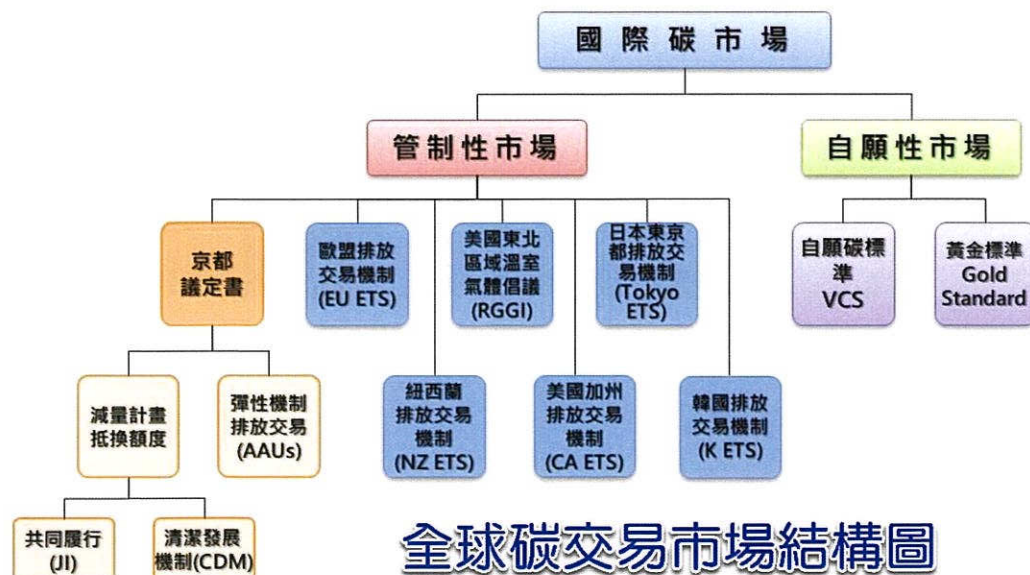 國際碳市場
管制性市場
自願性市場
京都
議定書
歐盟排放
交易機制
(EU ETS)
美國東北
區域溫室
氣體倡議
(RGGI)
日本東京
都排放交
易機制
(Tokyo
ETS)
自願碳標
準
VCS
黃金標準
Gold
Standard
減量計畫
抵換額度
彈性機制
排放交易
(AAUs)
紐西蘭
排放交易
機制
(NZ ETS)
美國加州
排放交易
機制
(CA ETS)
韓國排放
交易機制
(K ETS)
共同履行
(JI)
清潔發展
機制(CDM)
全球碳交易市場結構圖